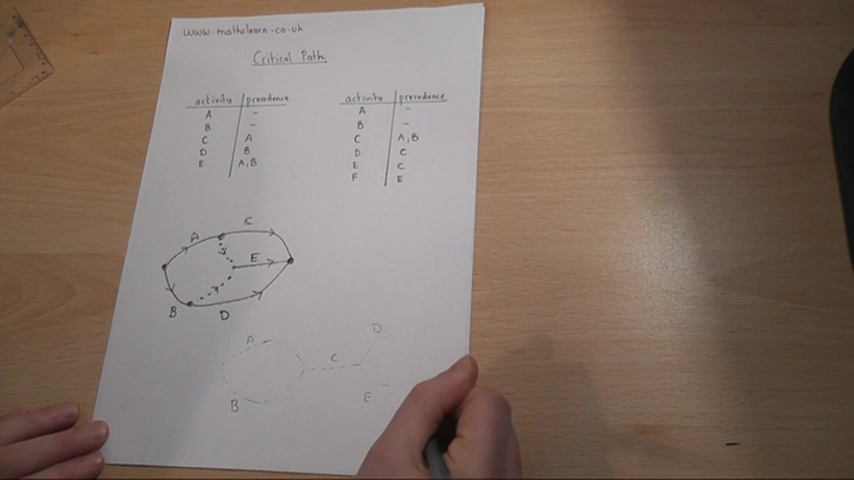 www.mathslearn.co.uk
Critical Path
activity precedence
A -
B -
C A
D B
E A,B
activity precedence
A -
B -
C A,B
D C
E C
F E
A C
E
B D
A C D
B E